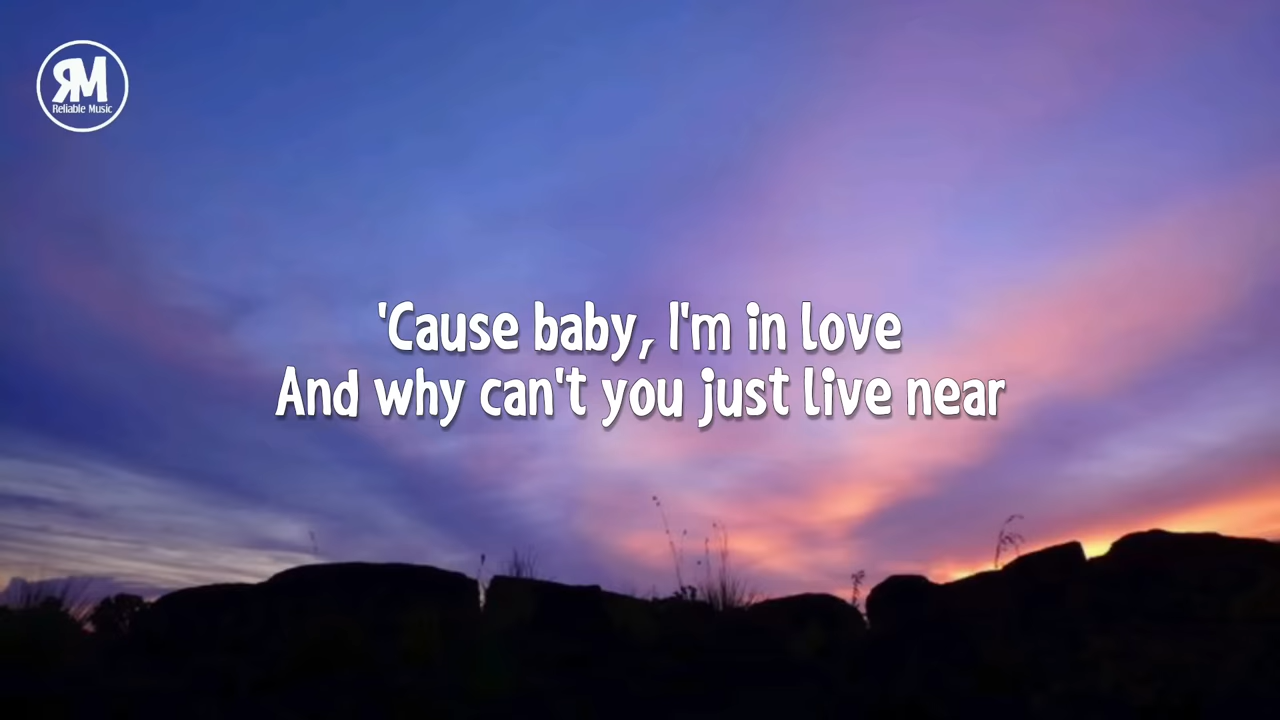 RM
Reliable Music
'Cause baby, I'm in love
And why can't you just live near